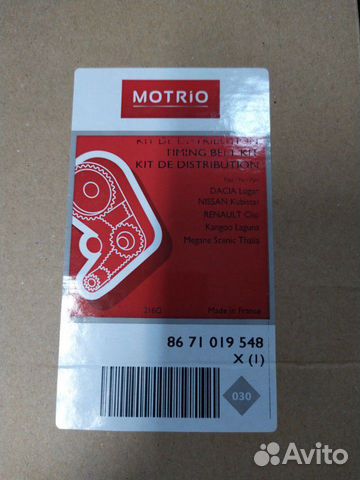 MOTRIO
KIT DE DISTRIBUTION
TIMING BELT KIT
KIT DE DISTRIBUTION
DACIA Logan
NISSAN Kubistar
RENAULT Clio
Kangoo Laguna
Megane Scenic Thalia
216Q
Made in France
86 71 019 548
X (1)
030
Avito